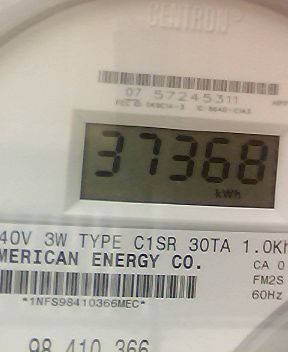 CENTRON
07 57245311
37368
kWh
40V 3W TYPE C1SR 30TA 1.0Kh
MERICAN ENERGY CO.
CA 0
FM2S
60Hz
*1NFS98410366MEC*
98 410 366